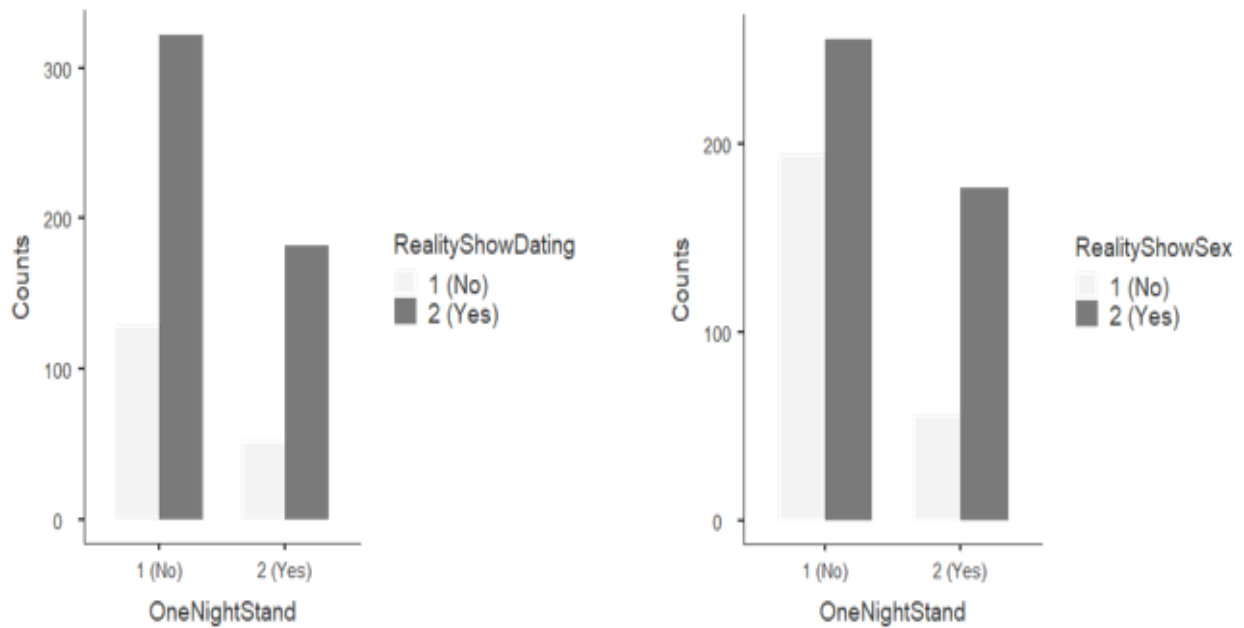 300
200
100
0
Counts
1 (No)
2 (Yes)
OneNightStand
RealityShowDating
1 (No)
2 (Yes)
200
100
0
Counts
1 (No)
2 (Yes)
OneNightStand
RealityShowSex
1 (No)
2 (Yes)